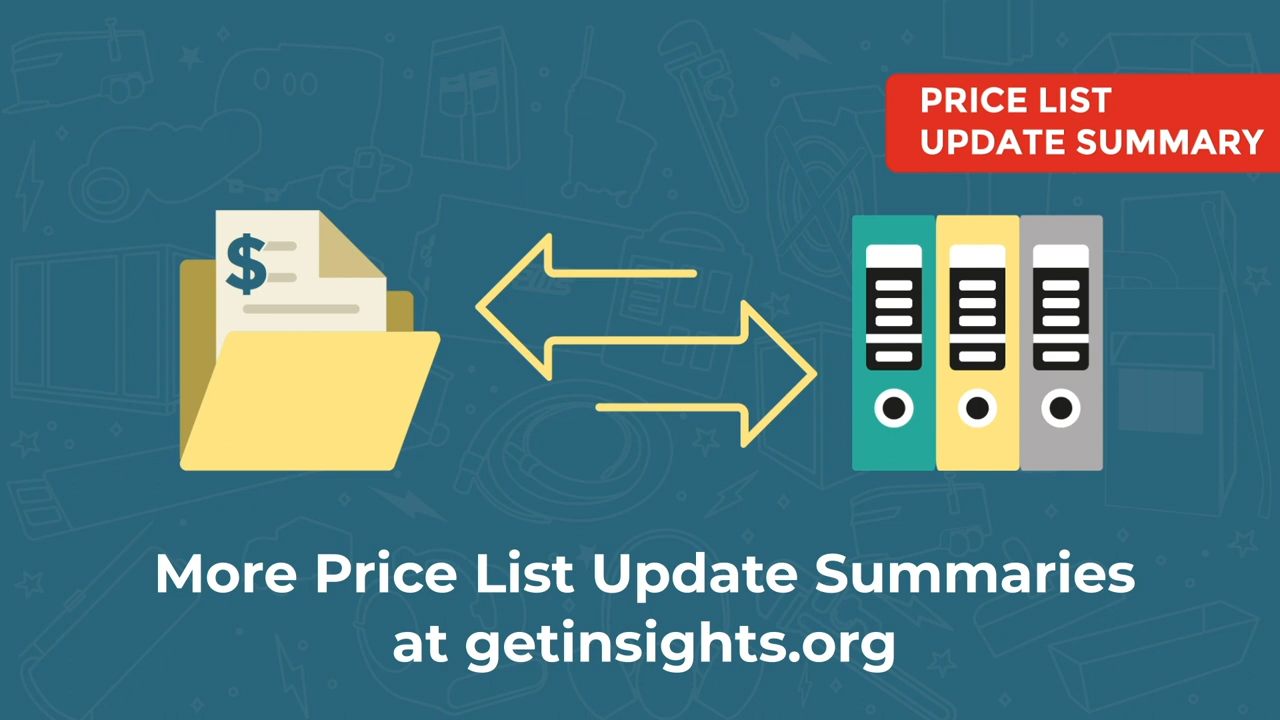 PRICE LIST
UPDATE SUMMARY
$
More Price List Update Summaries
at getinsights.org